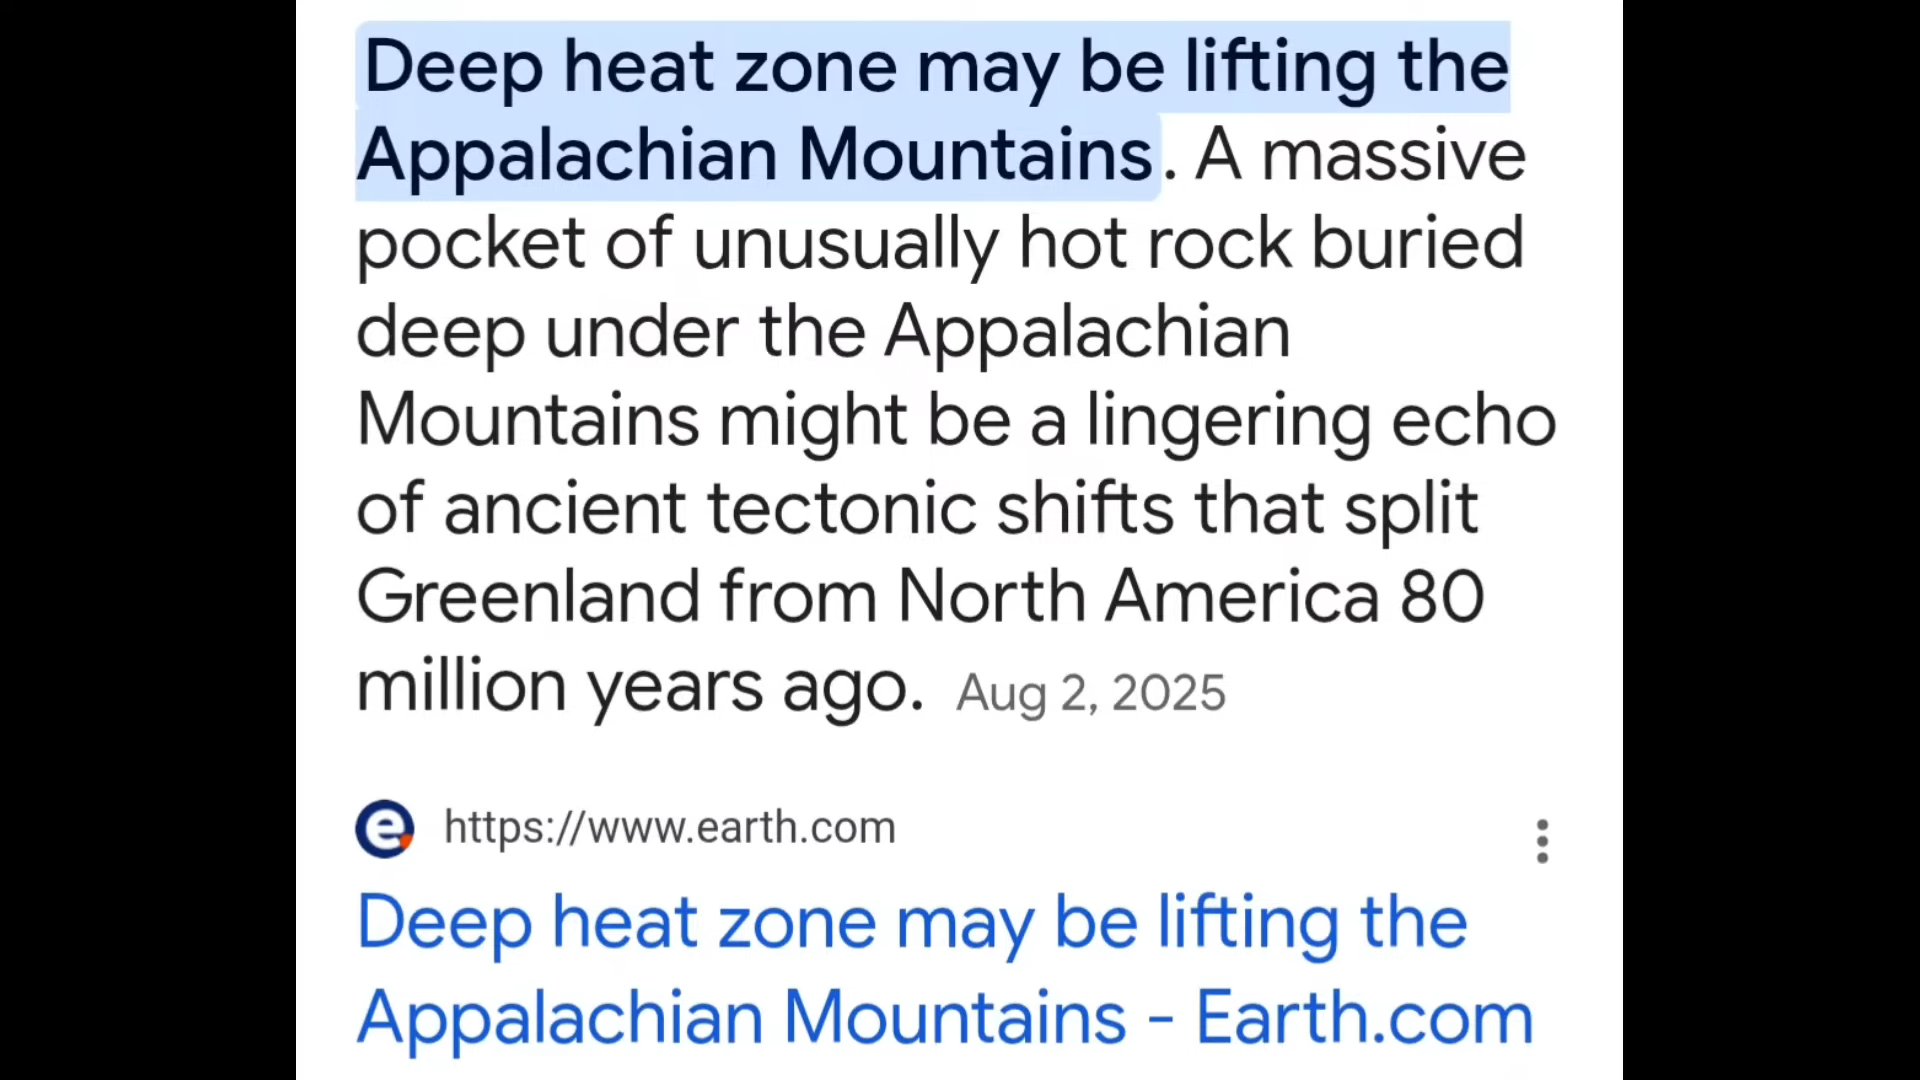 Deep heat zone may be lifting the
Appalachian Mountains. A massive
pocket of unusually hot rock buried
deep under the Appalachian
Mountains might be a lingering echo
of ancient tectonic shifts that split
Greenland from North America 80
million years ago. Aug 2, 2025
e https://www.earth.com
Deep heat zone may be lifting the
Appalachian Mountains - Earth.com